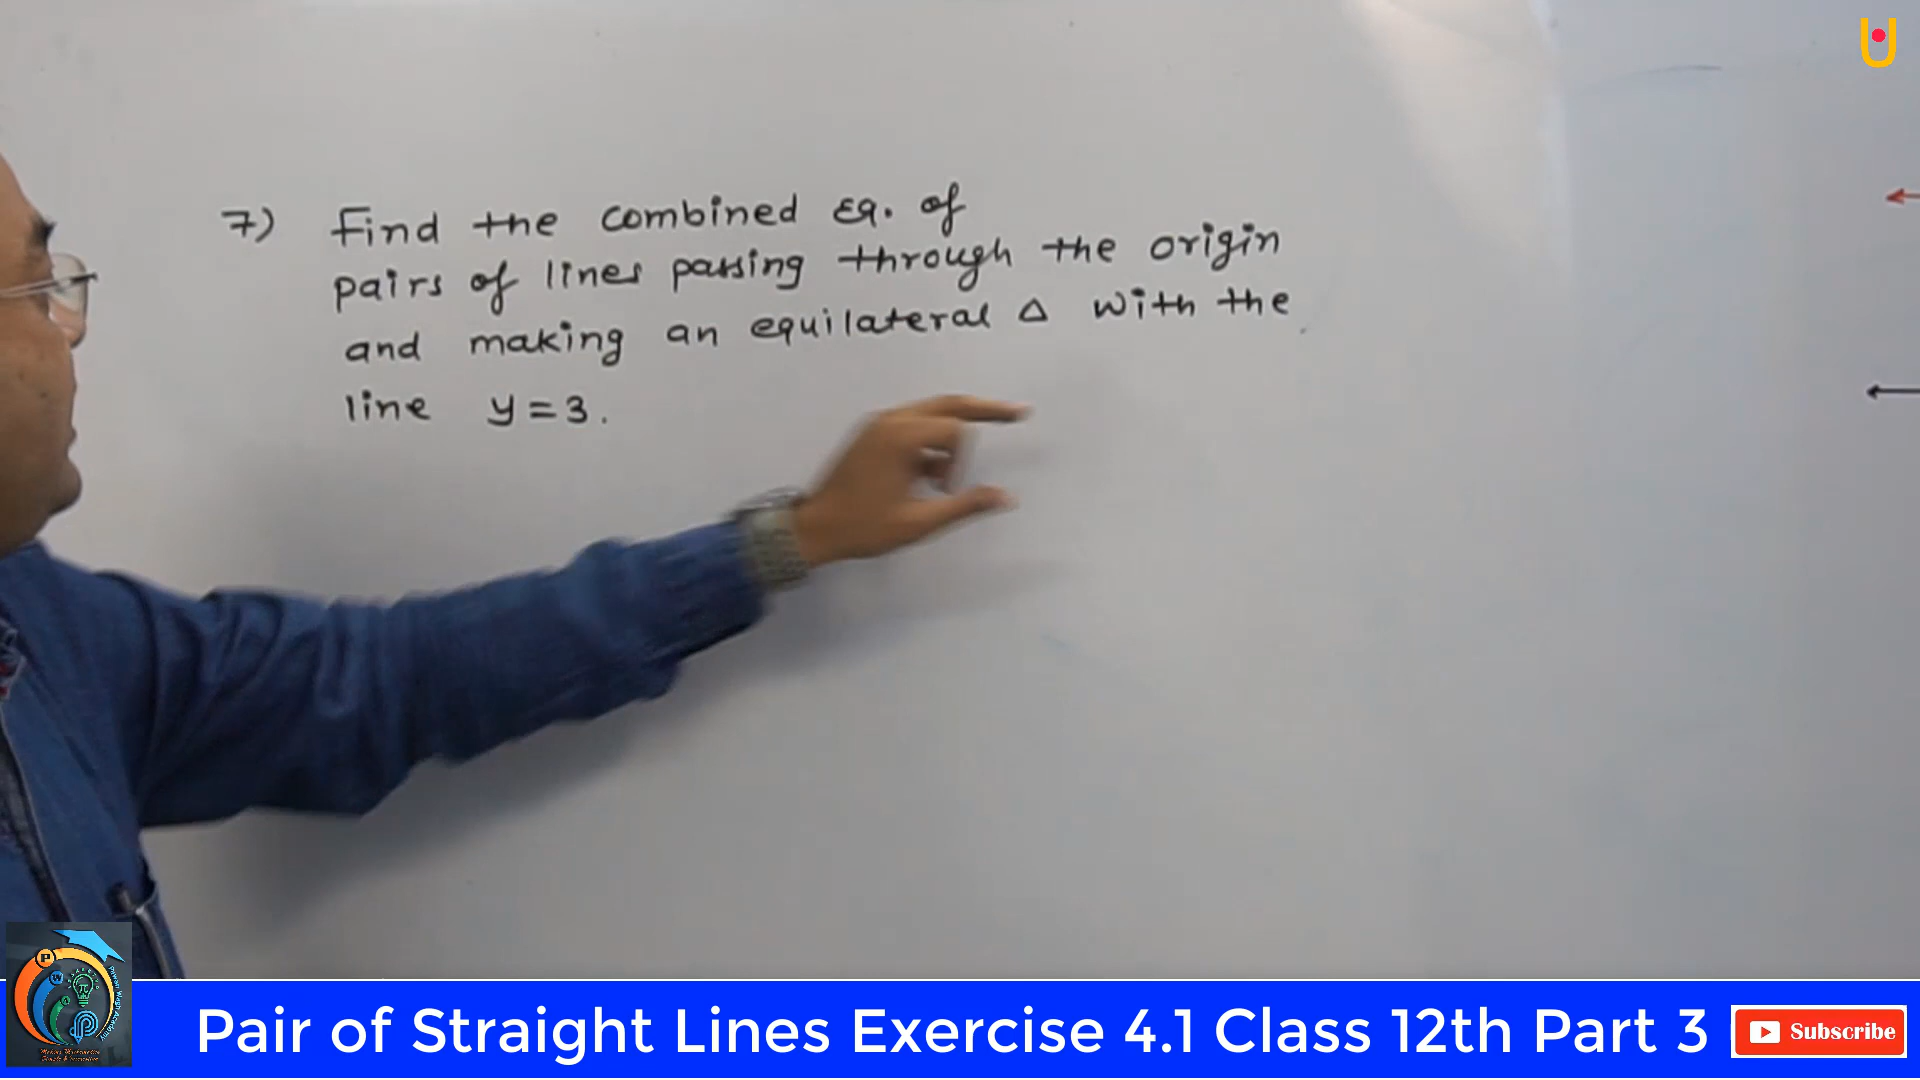 7) Find the combined Eq. of
pairs of lines passing through the origin
and making an equilateral Δ with the
line y = 3.
Pair of Straight Lines Exercise 4.1 Class 12th Part 3
Subscribe